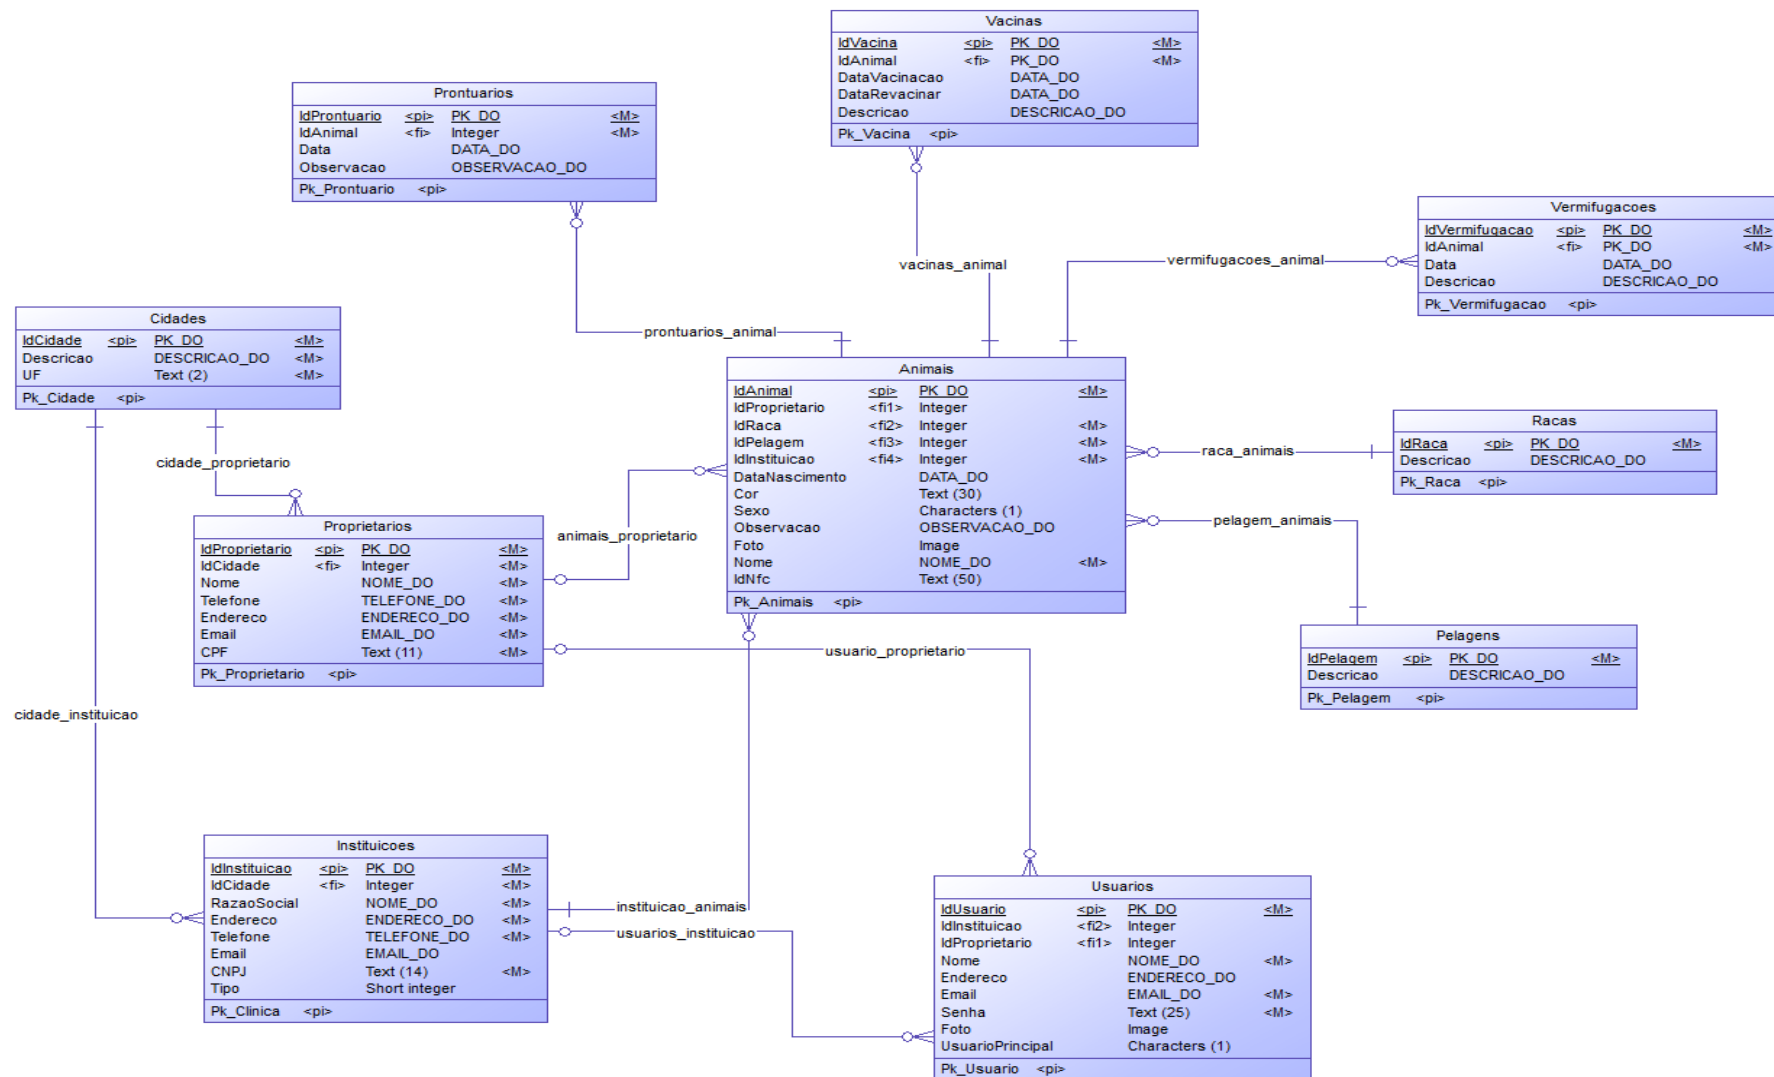 Vacinas
IdVacina <pi> PK_DO <M>
IdAnimal <fi> PK_DO <M>
DataVacinacao DATA_DO
DataRevacinar DATA_DO
Descricao DESCRICAO_DO
Pk_Vacina <pi>
Prontuarios
IdProntuario <pi> PK_DO <M>
IdAnimal <fi> Integer <M>
Data DATA_DO
Observacao OBSERVACAO_DO
Pk_Prontuario <pi>
Vermifugacoes
IdVermifugacao <pi> PK_DO <M>
IdAnimal <fi> PK_DO <M>
Data DATA_DO
Descricao DESCRICAO_DO
Pk_Vermifugacao <pi>
vacinas_animal
vermifugacoes_animal
prontuarios_animal
Cidades
IdCidade <pi> PK_DO <M>
Descricao DESCRICAO_DO <M>
UF Text (2) <M>
Pk_Cidade <pi>
Animais
IdAnimal <pi> PK_DO <M>
IdProprietario <fi1> Integer
IdRaca <fi2> Integer <M>
IdPelagem <fi3> Integer <M>
IdInstituicao <fi4> Integer <M>
DataNascimento DATA_DO
Cor Text (30)
Sexo Characters (1)
Observacao OBSERVACAO_DO
Foto Image
Nome NOME_DO <M>
IdNfc Text (50)
Pk_Animais <pi>
Racas
IdRaca <pi> PK_DO <M>
Descricao DESCRICAO_DO
Pk_Raca <pi>
raca_animais
cidade_proprietario
pelagem_animais
animais_proprietario
Proprietarios
IdProprietario <pi> PK_DO <M>
IdCidade <fi> Integer <M>
Nome NOME_DO <M>
Telefone TELEFONE_DO <M>
Endereco ENDERECO_DO <M>
Email EMAIL_DO <M>
CPF Text (11) <M>
Pk_Proprietario <pi>
Pelagens
IdPelagem <pi> PK_DO <M>
Descricao DESCRICAO_DO
Pk_Pelagem <pi>
usuario_proprietario
cidade_instituicao
Instituicoes
IdInstituicao <pi> PK_DO <M>
IdCidade <fi> Integer <M>
RazaoSocial NOME_DO <M>
Endereco ENDERECO_DO <M>
Telefone TELEFONE_DO <M>
Email EMAIL_DO
CNPJ Text (14) <M>
Tipo Short integer
Pk_Clinica <pi>
instituicao_animais
usuarios_instituicao
Usuarios
IdUsuario <pi> PK_DO <M>
IdInstituicao <fi2> Integer
IdProprietario <fi1> Integer
Nome NOME_DO <M>
Endereco ENDERECO_DO
Email EMAIL_DO <M>
Senha Text (25) <M>
Foto Image
UsuarioPrincipal Characters (1)
Pk_Usuario <pi>